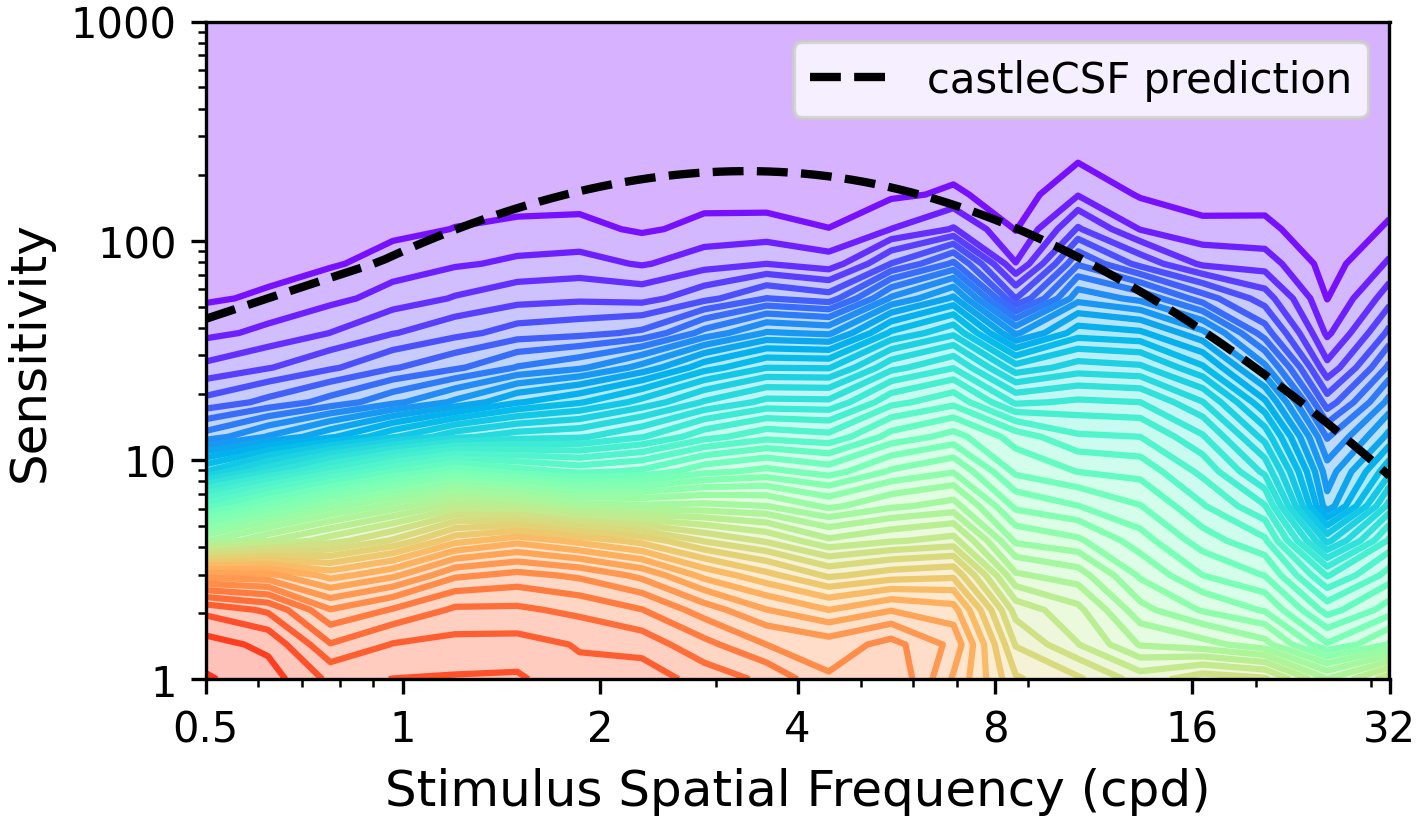 1000
100
10
1
Sensitivity
castleCSF prediction
0.5 1 2 4 8 16 32
Stimulus Spatial Frequency (cpd)